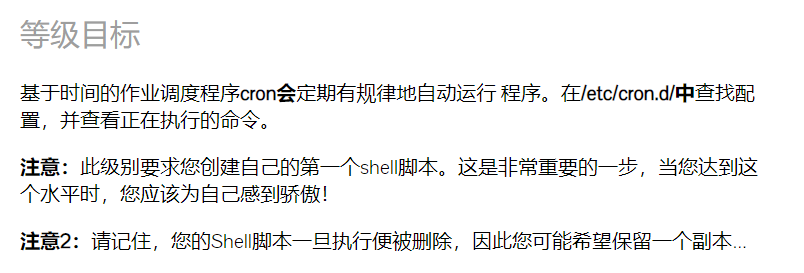 等级目标
基于时间的作业调度程序cron会定期有规律地自动运行 程序。在/etc/cron.d/中查找配
置，并查看正在执行的命令。
注意：此级别要求您创建自己的第一个shell脚本。这是非常重要的一步，当您达到这
个水平时，您应该为自己感到骄傲！
注意2：请记住，您的Shell脚本一旦执行便被删除，因此您可能希望保留一个副本...